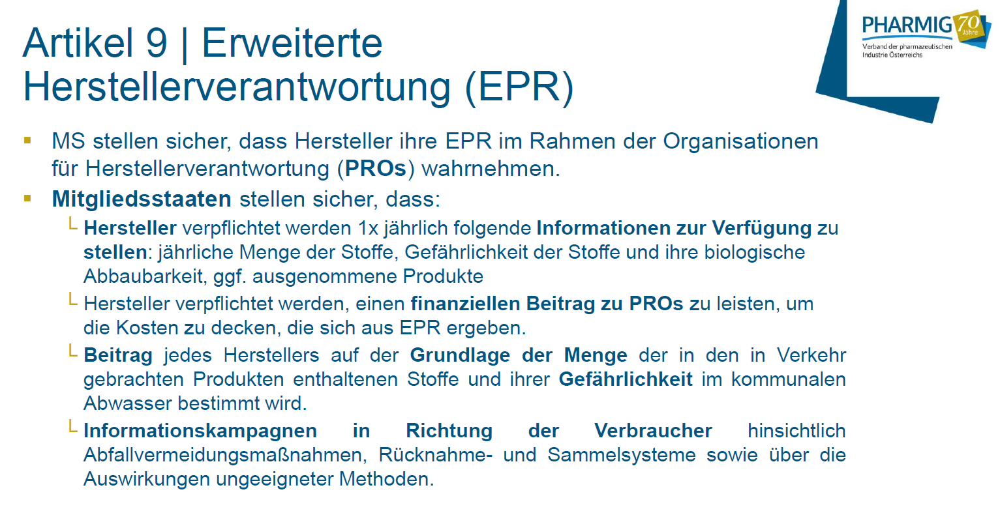 Artikel 9 | Erweiterte
Herstellerverantwortung (EPR)
PHARMIG
70
Jahre
Verband der pharmazeutischen
Industrie Österreichs
▪ MS stellen sicher, dass Hersteller ihre EPR im Rahmen der Organisationen
für Herstellerverantwortung (PROs) wahrnehmen.
▪ Mitgliedsstaaten stellen sicher, dass:
└ Hersteller verpflichtet werden 1x jährlich folgende Informationen zur Verfügung zu
stellen: jährliche Menge der Stoffe, Gefährlichkeit der Stoffe und ihre biologische
Abbaubarkeit, ggf. ausgenommene Produkte
└ Hersteller verpflichtet werden, einen finanziellen Beitrag zu PROs zu leisten, um
die Kosten zu decken, die sich aus EPR ergeben.
└ Beitrag jedes Herstellers auf der Grundlage der Menge der in den in Verkehr
gebrachten Produkten enthaltenen Stoffe und ihrer Gefährlichkeit im kommunalen
Abwasser bestimmt wird.
└ Informationskampagnen in Richtung der Verbraucher hinsichtlich
Abfallvermeidungsmaßnahmen, Rücknahme- und Sammelsysteme sowie über die
Auswirkungen ungeeigneter Methoden.